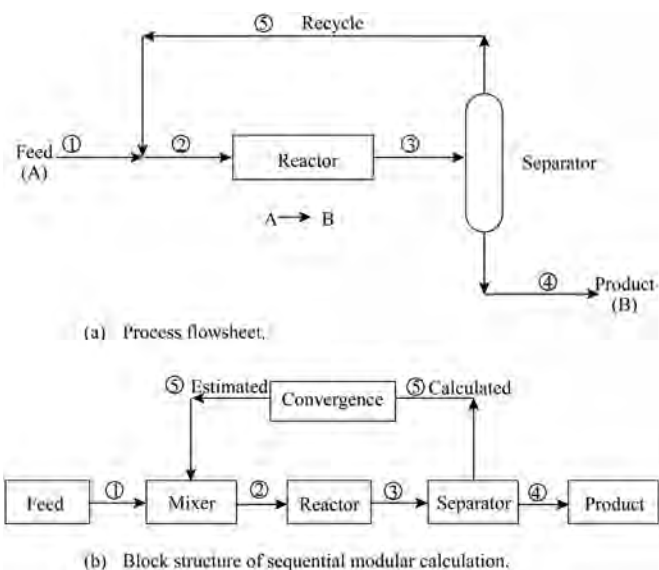 ⑤ Recycle
Feed ① ② Reactor ③ Separator
(A)
A → B
④ Product
(B)
(a) Process flowsheet.
⑤ Estimated Convergence ⑤ Calculated
Feed ① Mixer ② Reactor ③ Separator ④ Product
(b) Block structure of sequential modular calculation.